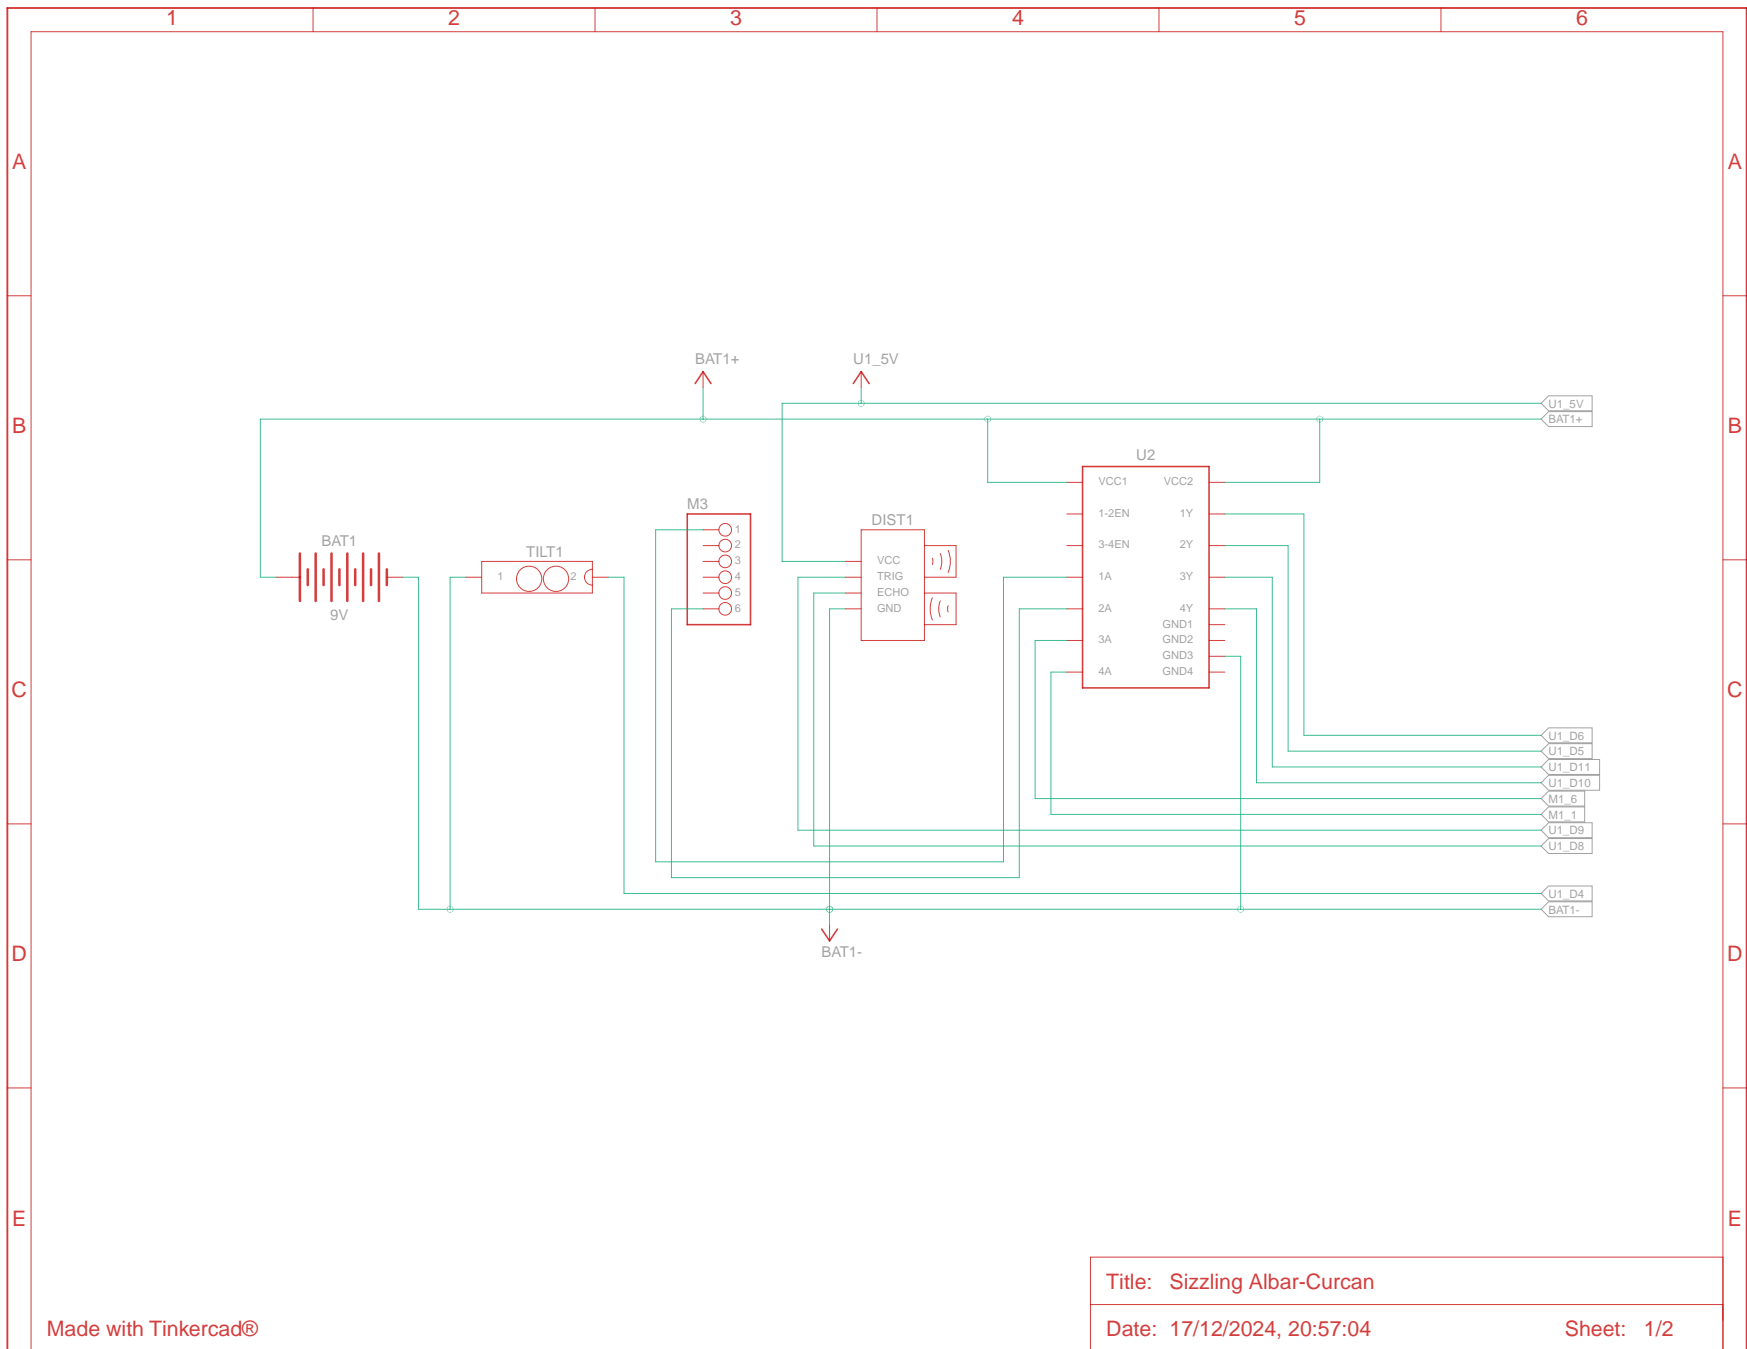 1 2 3 4 5 6
A A
BAT1+ U1_5V
U1_5V
B BAT1+ B
U2
VCC1 VCC2
M3
1-2EN 1Y
DIST1
1
BAT1 TILT1 2 3-4EN 2Y
VCC
3
1 2 4 TRIG 1A 3Y
5 ECHO
9V 6 GND 2A 4Y
GND1
3A GND2
GND3
4A GND4
C C
U1_D6
U1_D5
U1_D11
U1_D10
M1_6
M1_1
U1_D9
U1_D8
U1_D4
BAT1-
D BAT1- D
E E
Title: Sizzling Albar-Curcan
Made with Tinkercad® Date: 17/12/2024, 20:57:04 Sheet: 1/2